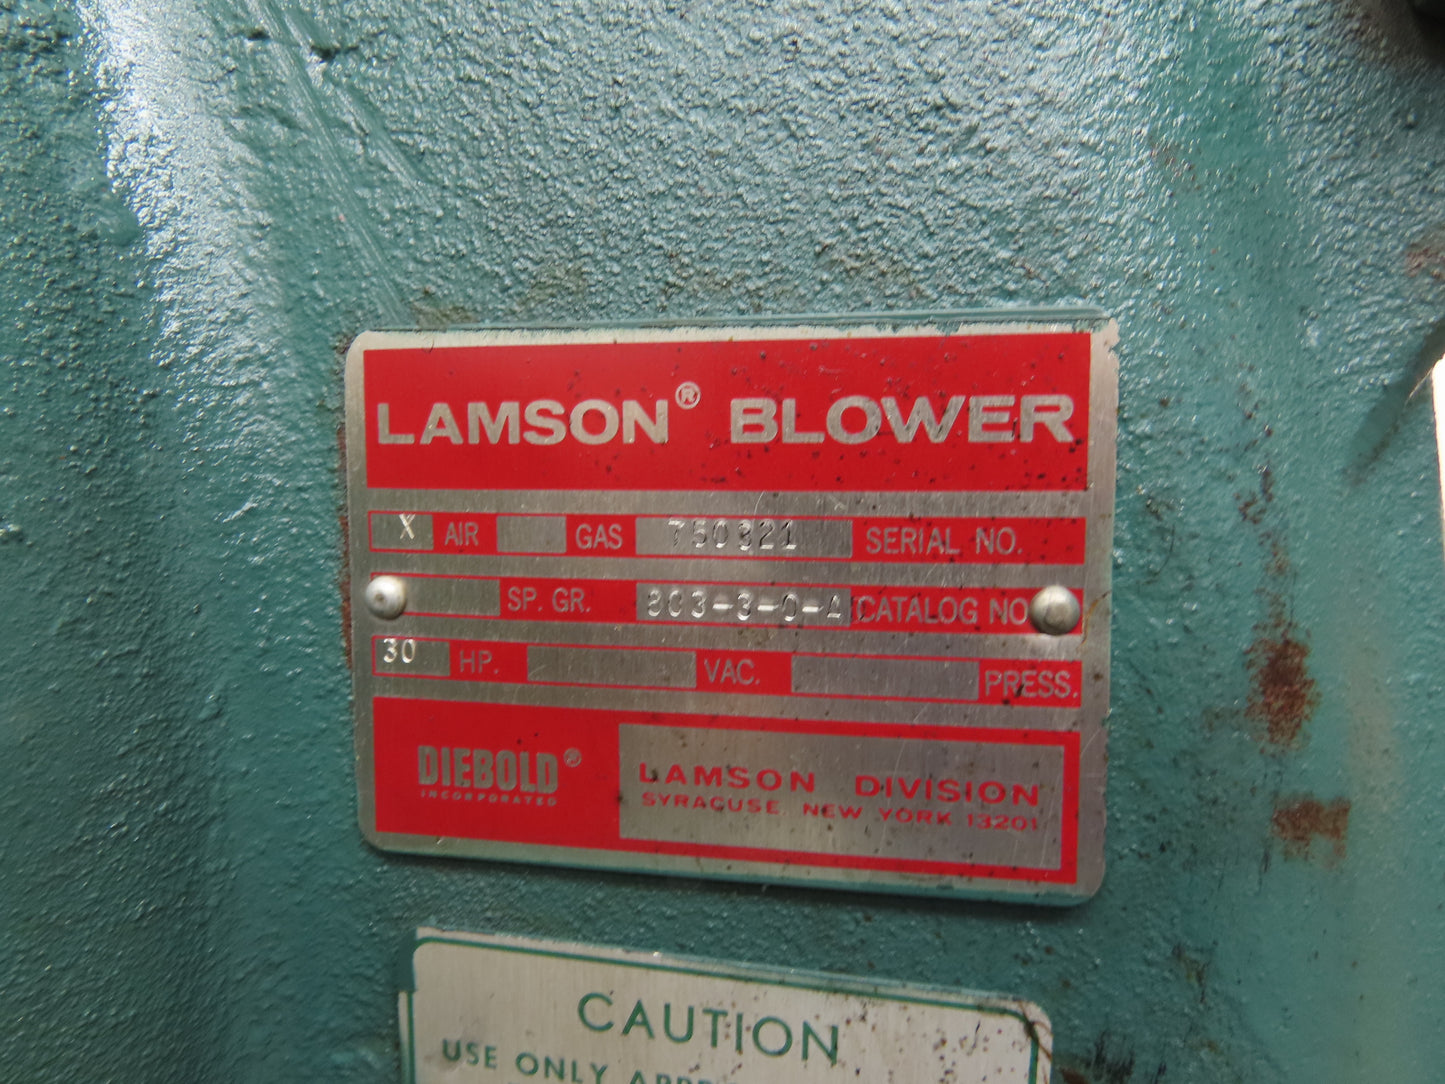 LAMSON® BLOWER
X AIR GAS 750821 SERIAL NO.
SP. GR. 803-3-0-A CATALOG NO
30 HP. VAC. PRESS.
DIEBOLD®
INCORPORATED
LAMSON DIVISION
SYRACUSE, NEW YORK 13201
CAUTION
USE ONLY